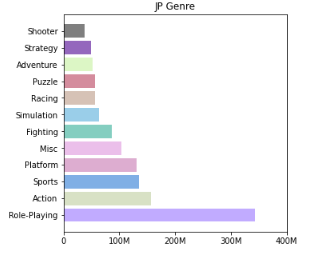 JP Genre
Shooter
Strategy
Adventure
Puzzle
Racing
Simulation
Fighting
Misc
Platform
Sports
Action
Role-Playing
0 100M 200M 300M 400M